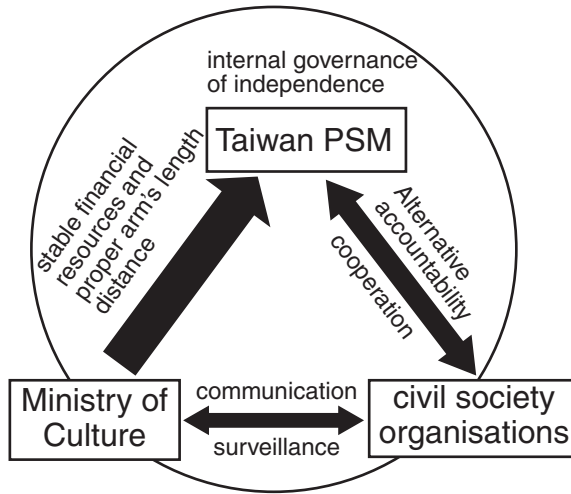 internal governance
of independence
Taiwan PSM
stable financial
resources and
proper arm's length
distance
Alternative
accountability
cooperation
Ministry of
Culture
communication
surveillance
civil society
organisations